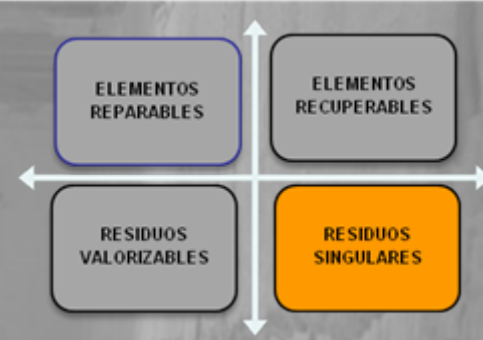 ELEMENTOS
REPARABLES
ELEMENTOS
RECUPERABLES
RESIDUOS
VALORIZABLES
RESIDUOS
SINGULARES